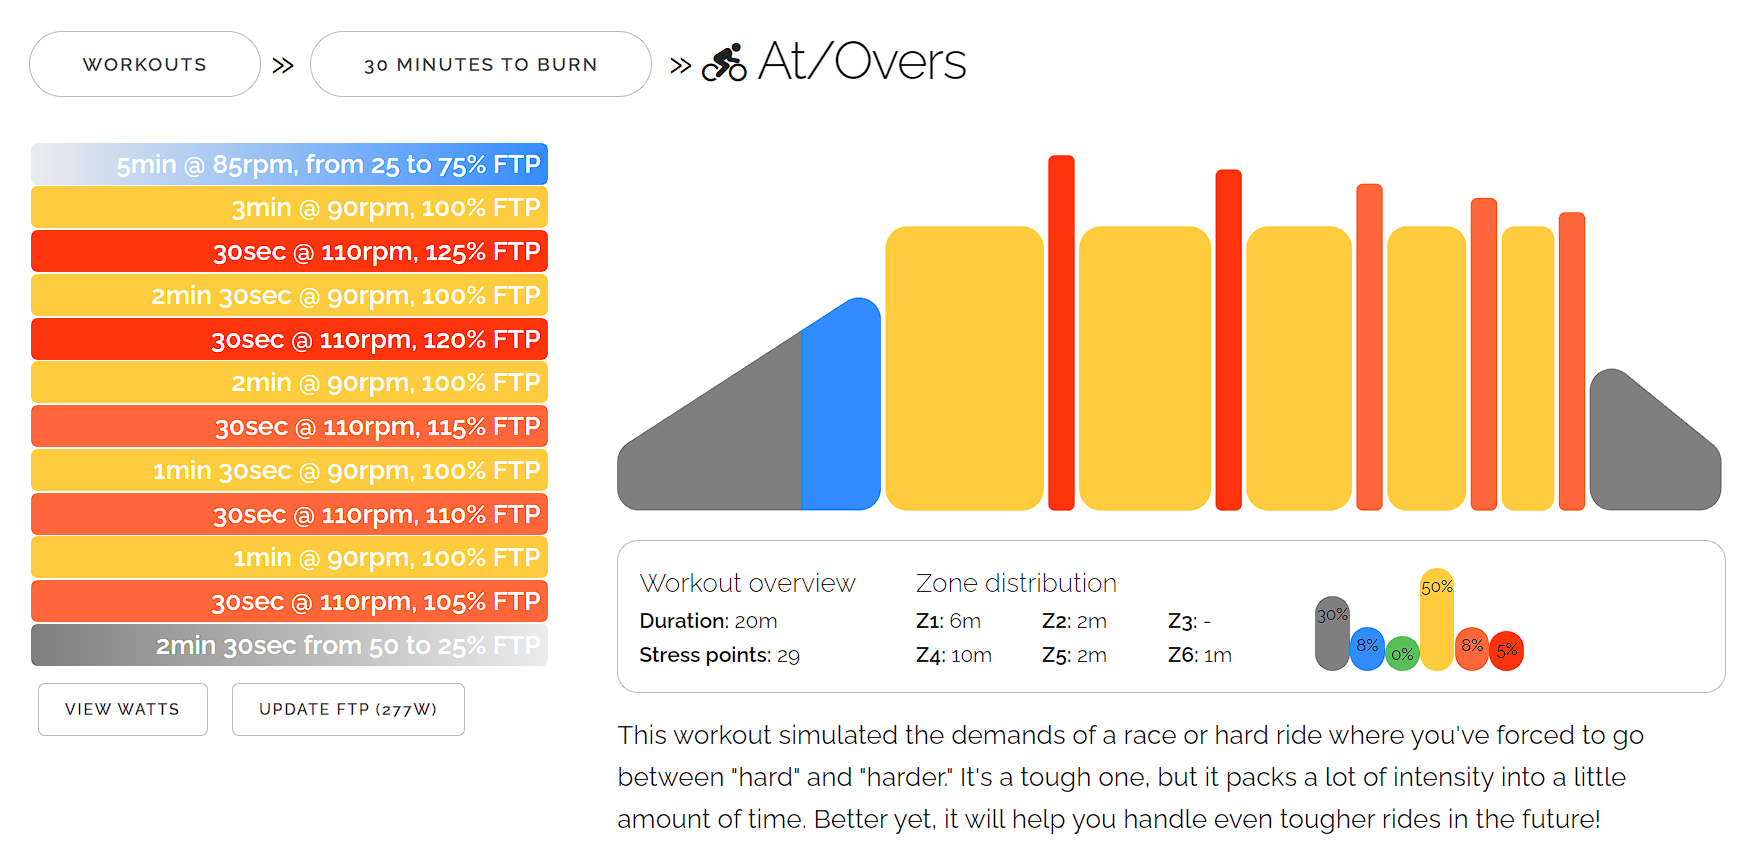 WORKOUTS » 30 MINUTES TO BURN » At/Overs
5min @ 85rpm, from 25 to 75% FTP
3min @ 90rpm, 100% FTP
30sec @ 110rpm, 125% FTP
2min 30sec @ 90rpm, 100% FTP
30sec @ 110rpm, 120% FTP
2min @ 90rpm, 100% FTP
30sec @ 110rpm, 115% FTP
1min 30sec @ 90rpm, 100% FTP
30sec @ 110rpm, 110% FTP
1min @ 90rpm, 100% FTP
30sec @ 110rpm, 105% FTP
2min 30sec from 50 to 25% FTP
VIEW WATTS UPDATE FTP (277W)
Workout overview
Duration: 20m
Stress points: 29
Zone distribution
Z1: 6m Z2: 2m Z3: -
Z4: 10m Z5: 2m Z6: 1m
30% 8% 0% 50% 8% 5%
This workout simulated the demands of a race or hard ride where you've forced to go
between "hard" and "harder." It's a tough one, but it packs a lot of intensity into a little
amount of time. Better yet, it will help you handle even tougher rides in the future!